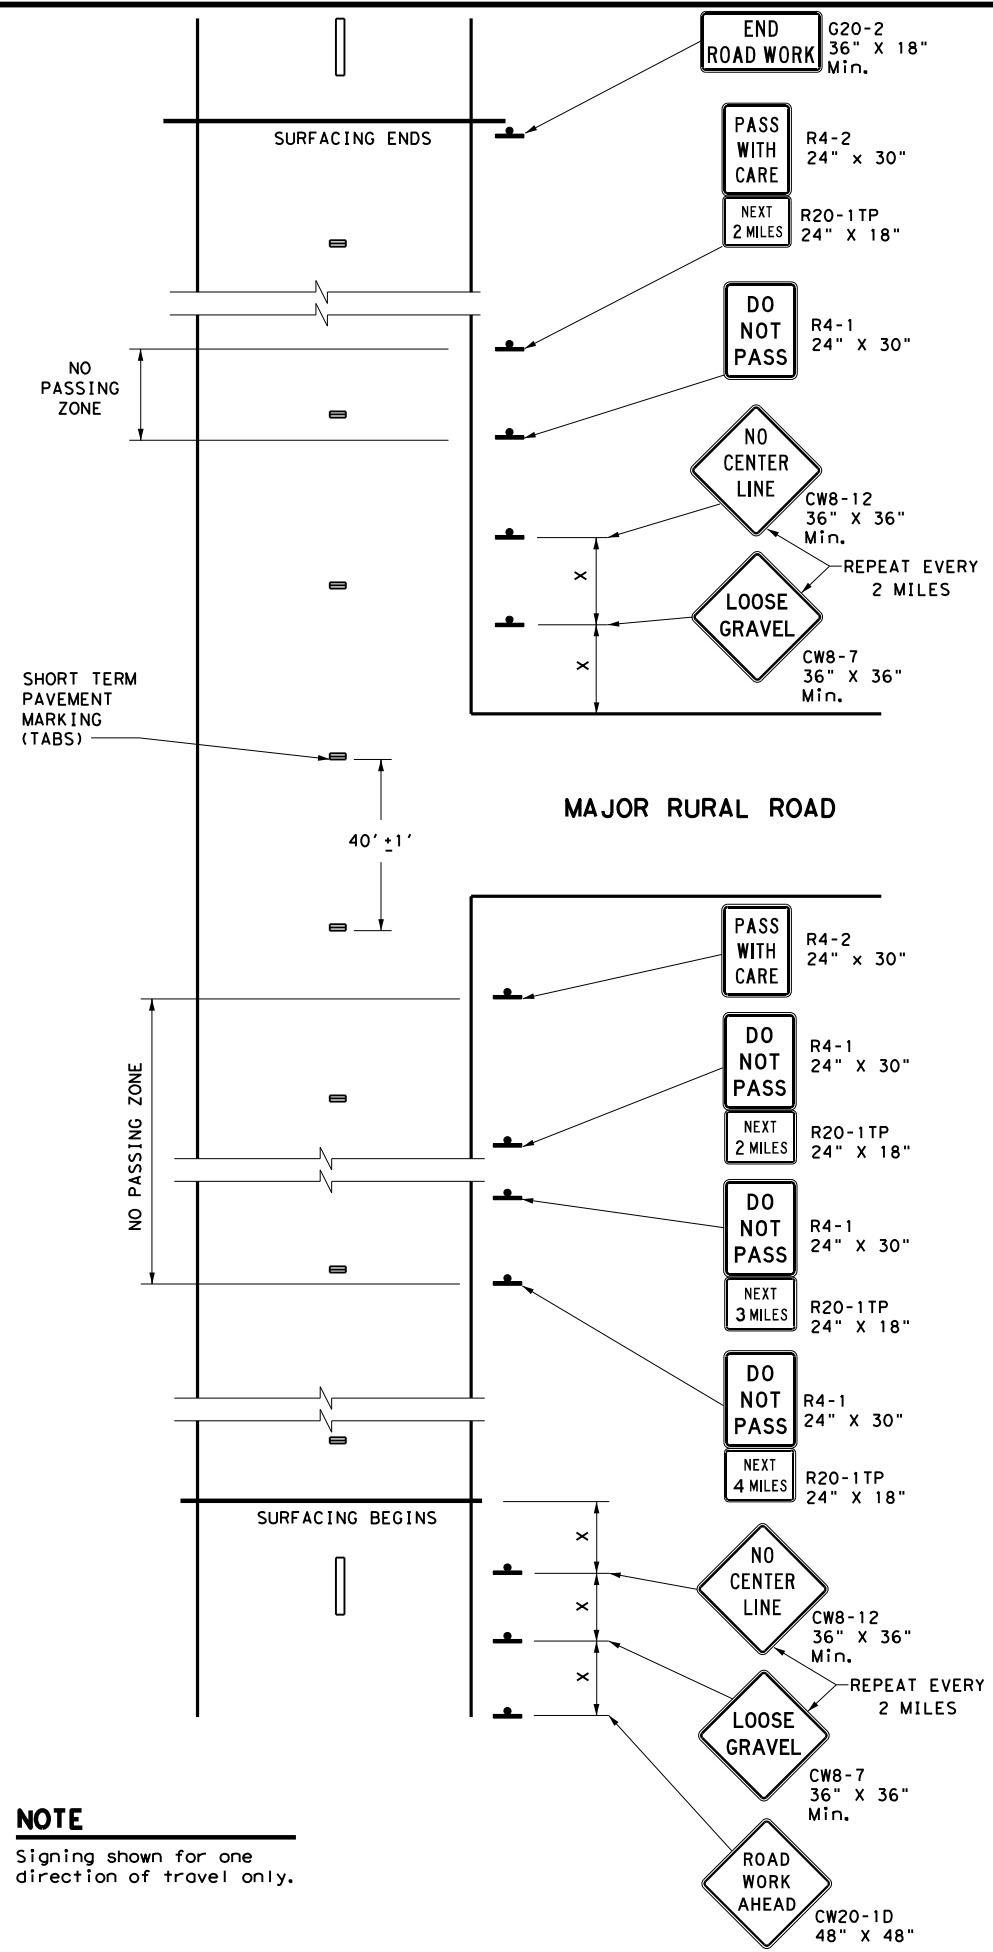 END
ROAD WORK
G20-2
36" X 18"
Min.
SURFACING ENDS
PASS
WITH
CARE
R4-2
24" x 30"
NEXT
2 MILES
R20-1TP
24" X 18"
DO
NOT
PASS
R4-1
24" X 30"
NO
PASSING
ZONE
NO
CENTER
LINE
CW8-12
36" X 36"
Min.
X
REPEAT EVERY
2 MILES
LOOSE
GRAVEL
CW8-7
36" X 36"
Min.
X
SHORT TERM
PAVEMENT
MARKING
(TABS)
MAJOR RURAL ROAD
40' ±1'
PASS
WITH
CARE
R4-2
24" x 30"
NO PASSING ZONE
DO
NOT
PASS
R4-1
24" X 30"
NEXT
2 MILES
R20-1TP
24" X 18"
DO
NOT
PASS
R4-1
24" X 30"
NEXT
3 MILES
R20-1TP
24" X 18"
DO
NOT
PASS
R4-1
24" X 30"
NEXT
4 MILES
R20-1TP
24" X 18"
SURFACING BEGINS
X
NO
CENTER
LINE
CW8-12
36" X 36"
Min.
X
REPEAT EVERY
2 MILES
X
LOOSE
GRAVEL
CW8-7
36" X 36"
Min.
NOTE
Signing shown for one
direction of travel only.
ROAD
WORK
AHEAD
CW20-1D
48" X 48"